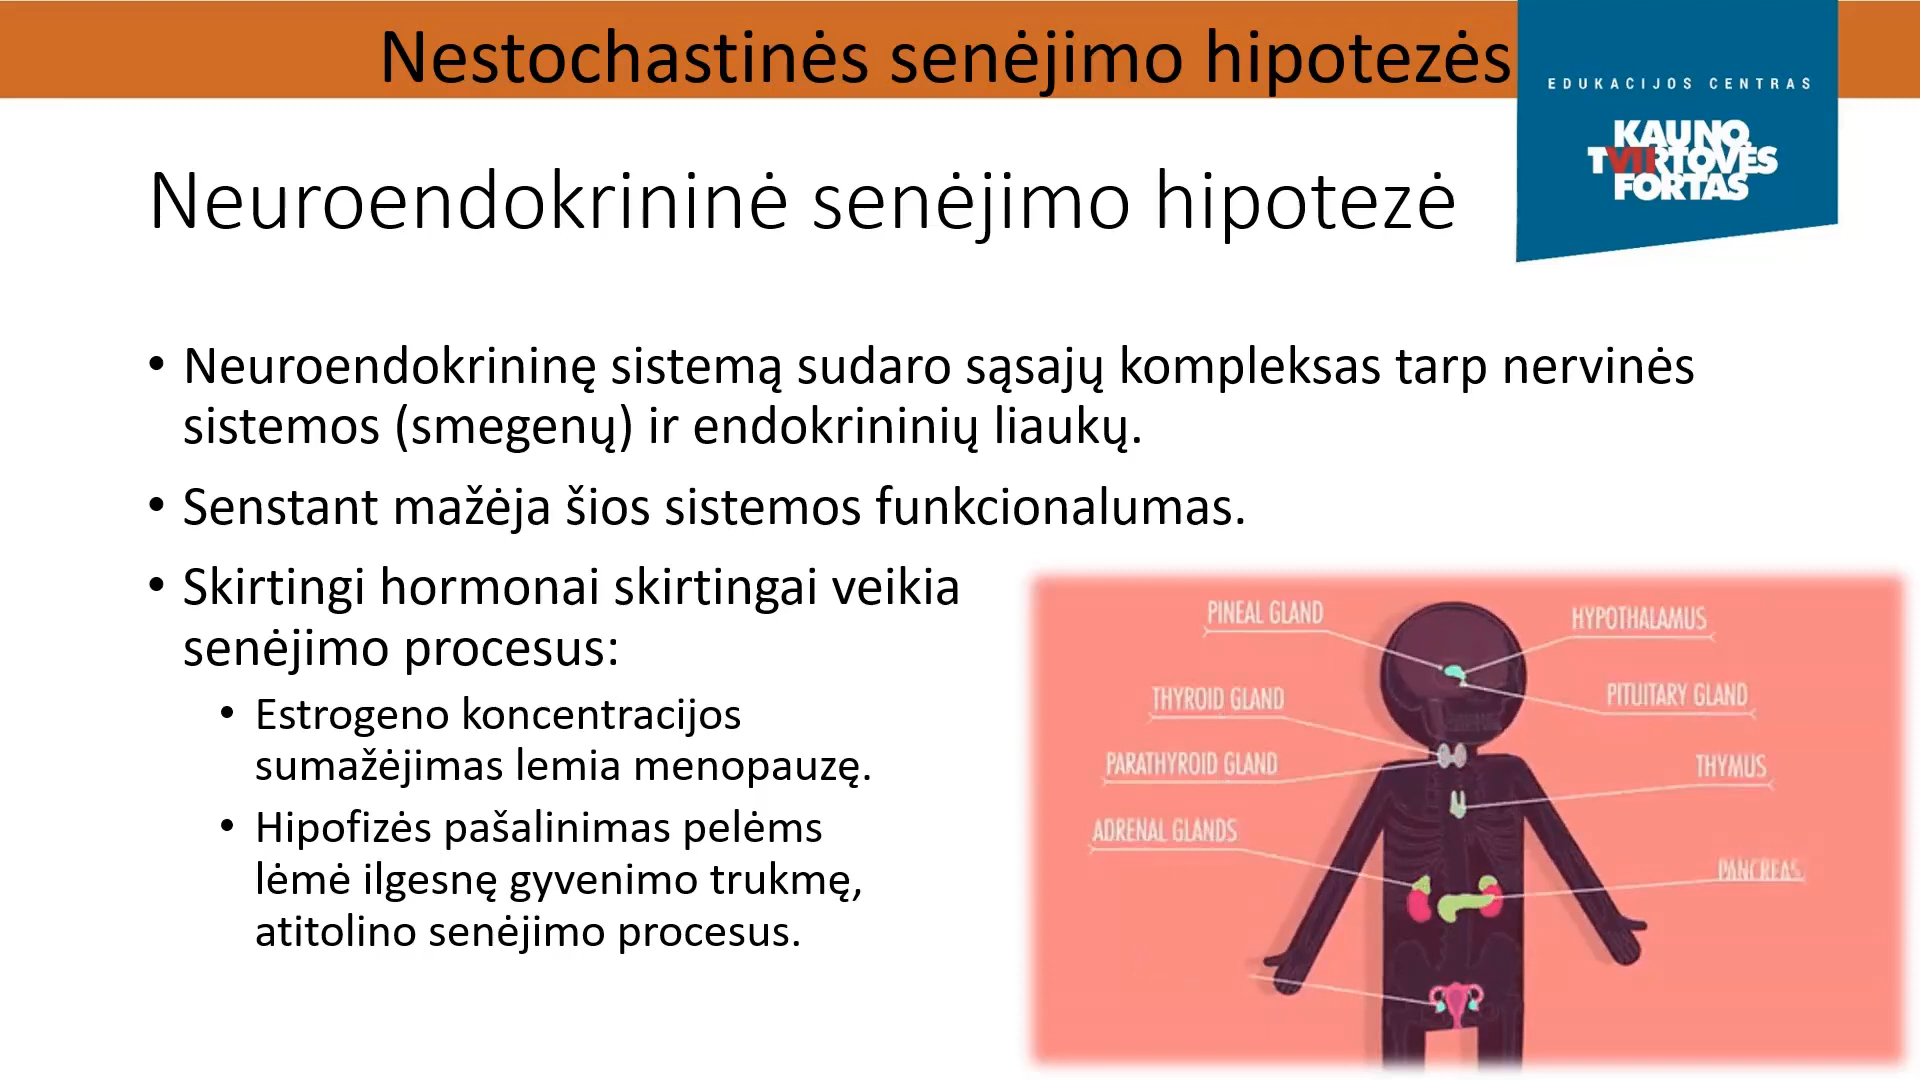 Nestochastinės senėjimo hipotezės
EDUKACIJOS CENTRAS
KAUNO
TVIRTOVĖS
FORTAS
Neuroendokrininė senėjimo hipotezė
• Neuroendokrininę sistemą sudaro sąsajų kompleksas tarp nervinės
sistemos (smegenų) ir endokrininių liaukų.
• Senstant mažėja šios sistemos funkcionalumas.
• Skirtingi hormonai skirtingai veikia
senėjimo procesus:
• Estrogeno koncentracijos
sumažėjimas lemia menopauzę.
• Hipofizės pašalinimas pelėms
lėmė ilgesnę gyvenimo trukmę,
atitolino senėjimo procesus.
PINEAL GLAND
HYPOTHALAMUS
THYROID GLAND
PITUITARY GLAND
PARATHYROID GLAND
THYMUS
ADRENAL GLANDS
PANCREAS